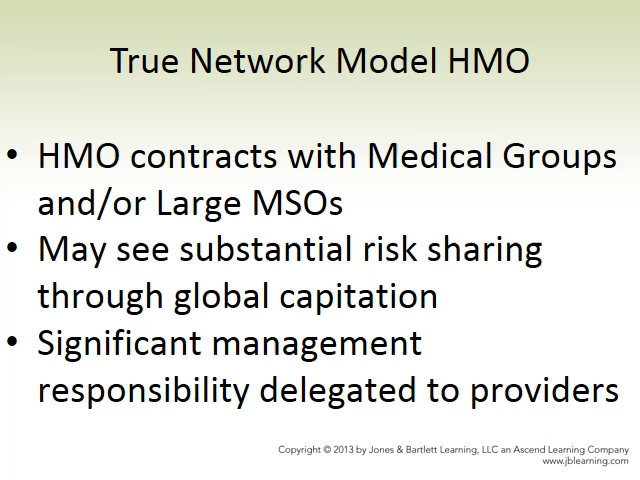 True Network Model HMO
• HMO contracts with Medical Groups
and/or Large MSOs
• May see substantial risk sharing
through global capitation
• Significant management
responsibility delegated to providers
Copyright © 2013 by Jones & Bartlett Learning, LLC an Ascend Learning Company
www.jblearning.com